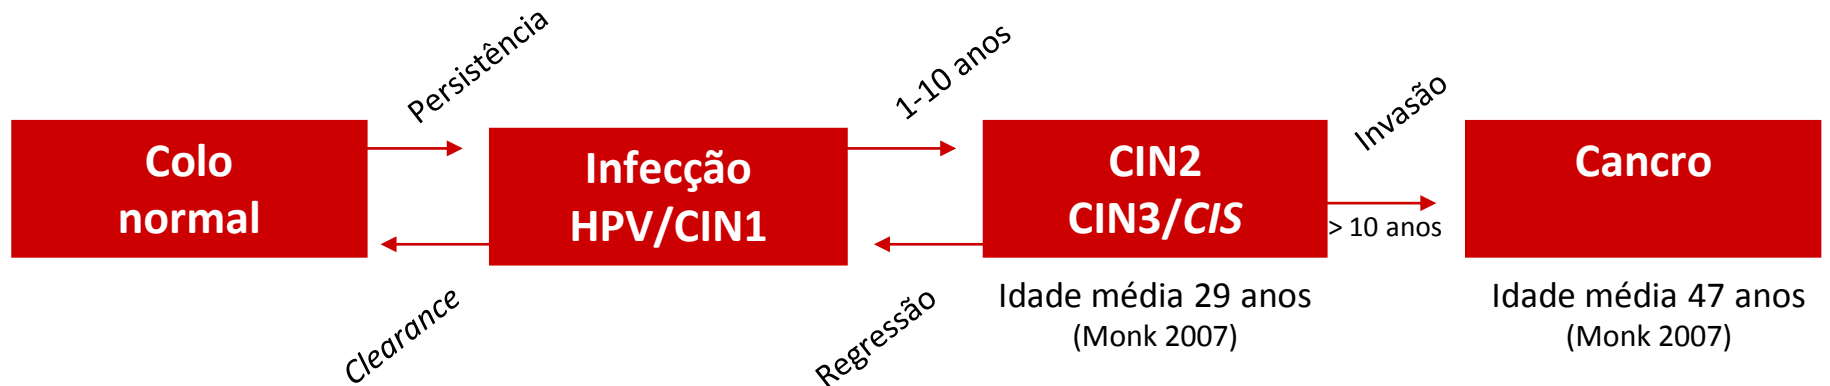 Persistência
1-10 anos
Invasão
Colo
normal
Infecção
HPV/CIN1
CIN2
CIN3/CIS
Cancro
> 10 anos
Clearance
Regressão
Idade média 29 anos
(Monk 2007)
Idade média 47 anos
(Monk 2007)